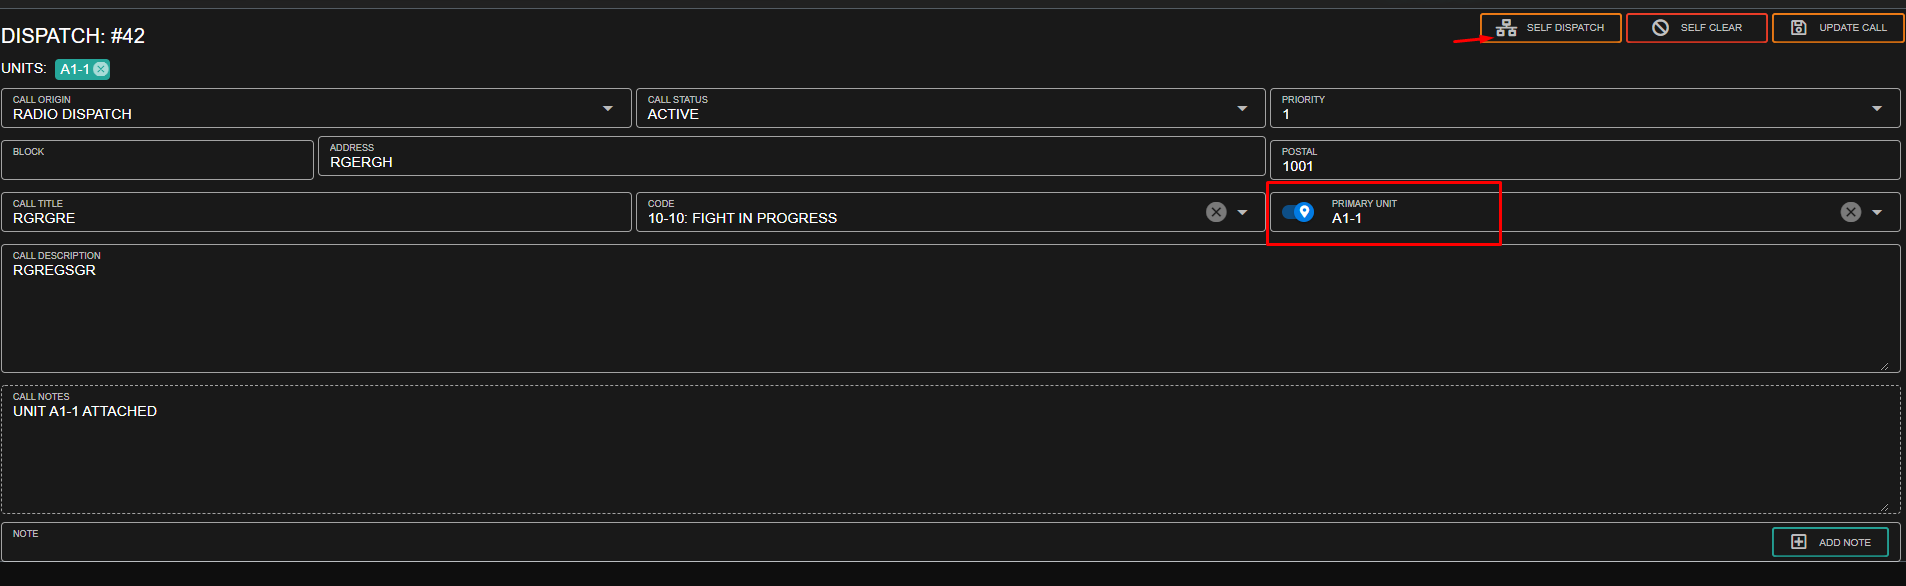 DISPATCH: #42
SELF DISPATCH
SELF CLEAR
UPDATE CALL
UNITS: A1-1
CALL ORIGIN
RADIO DISPATCH
CALL STATUS
ACTIVE
PRIORITY
1
BLOCK
ADDRESS
RGERGH
POSTAL
1001
CALL TITLE
RGRGRE
CODE
10-10: FIGHT IN PROGRESS
PRIMARY UNIT
A1-1
CALL DESCRIPTION
RGREGSGR
CALL NOTES
UNIT A1-1 ATTACHED
NOTE
ADD NOTE